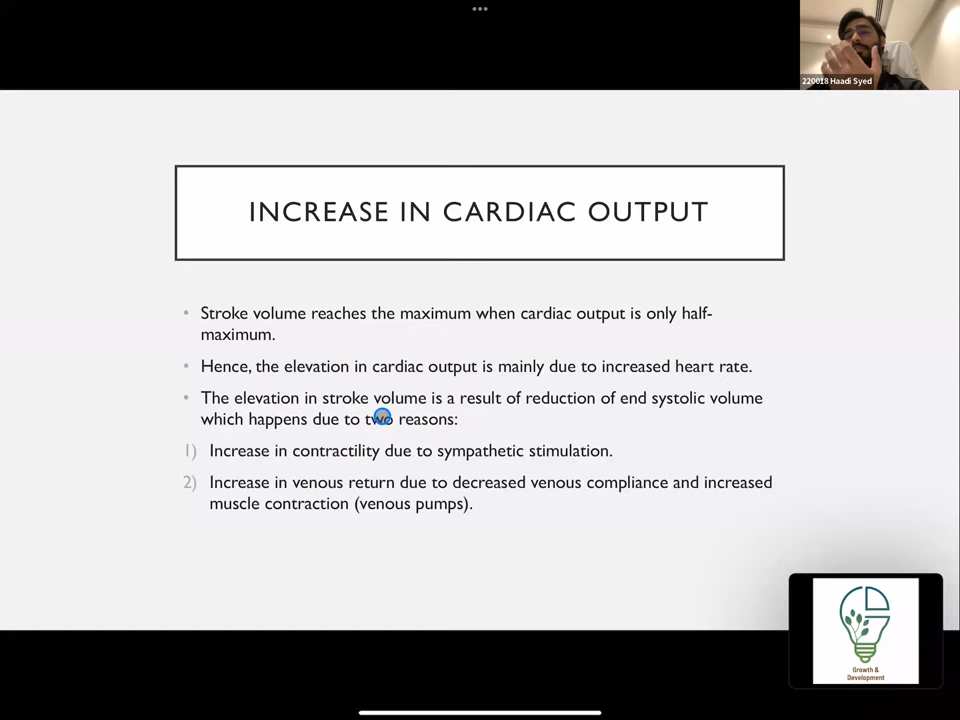 220018 Haadi Syed
INCREASE IN CARDIAC OUTPUT
• Stroke volume reaches the maximum when cardiac output is only half-
maximum.
• Hence, the elevation in cardiac output is mainly due to increased heart rate.
• The elevation in stroke volume is a result of reduction of end systolic volume
which happens due to two reasons:
1) Increase in contractility due to sympathetic stimulation.
2) Increase in venous return due to decreased venous compliance and increased
muscle contraction (venous pumps).
Growth &
Development